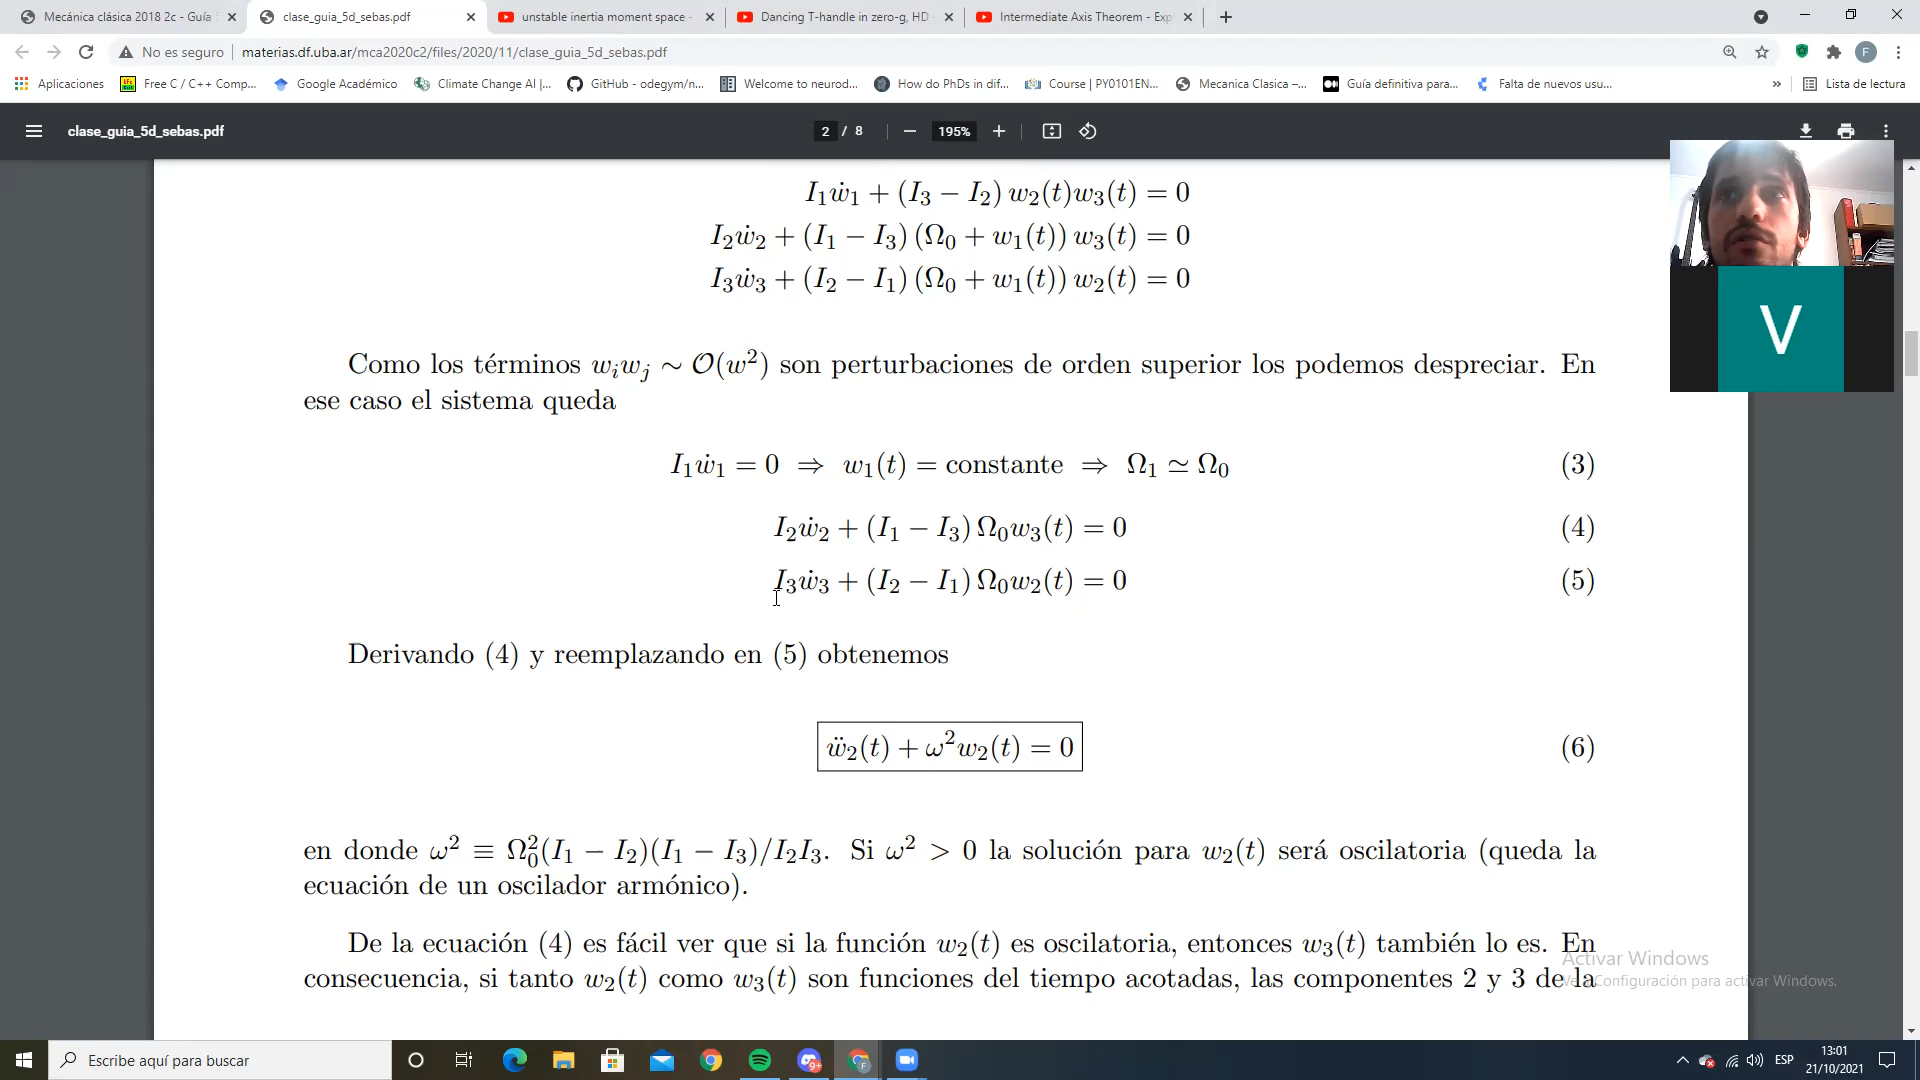 Mecánica clásica 2018 2c - Guía
clase_guia_5d_sebas.pdf
unstable inertia moment space -
Dancing T-handle in zero-g, HD -
Intermediate Axis Theorem - Exp
No es seguro
materias.df.uba.ar/mca2020c2/files/2020/11/clase_guia_5d_sebas.pdf
F
Aplicaciones
Free C / C++ Comp...
Google Académico
Climate Change AI |...
GitHub - odegym/n...
Welcome to neurod...
How do PhDs in dif...
Course | PY0101EN...
Mecanica Clasica –...
Guía definitiva para...
Falta de nuevos usu...
»
Lista de lectura
clase_guia_5d_sebas.pdf
2 / 8
195%
I₁ẇ₁ + (I₃ − I₂) w₂(t)w₃(t) = 0
I₂ẇ₂ + (I₁ − I₃) (Ω₀ + w₁(t)) w₃(t) = 0
I₃ẇ₃ + (I₂ − I₁) (Ω₀ + w₁(t)) w₂(t) = 0
V
Como los términos wᵢwⱼ ∼ 𝒪(w²) son perturbaciones de orden superior los podemos despreciar. En
ese caso el sistema queda
I₁ẇ₁ = 0 ⇒ w₁(t) = constante ⇒ Ω₁ ≃ Ω₀ (3)
I₂ẇ₂ + (I₁ − I₃) Ω₀w₃(t) = 0 (4)
I₃ẇ₃ + (I₂ − I₁) Ω₀w₂(t) = 0 (5)
Derivando (4) y reemplazando en (5) obtenemos
ẅ₂(t) + ω²w₂(t) = 0 (6)
en donde ω² ≡ Ω₀²(I₁ − I₂)(I₁ − I₃)/I₂I₃. Si ω² > 0 la solución para w₂(t) será oscilatoria (queda la
ecuación de un oscilador armónico).
De la ecuación (4) es fácil ver que si la función w₂(t) es oscilatoria, entonces w₃(t) también lo es. En
consecuencia, si tanto w₂(t) como w₃(t) son funciones del tiempo acotadas, las componentes 2 y 3 de la
Activar Windows
Ve a Configuración para activar Windows.
Escribe aquí para buscar
ESP
13:01
21/10/2021